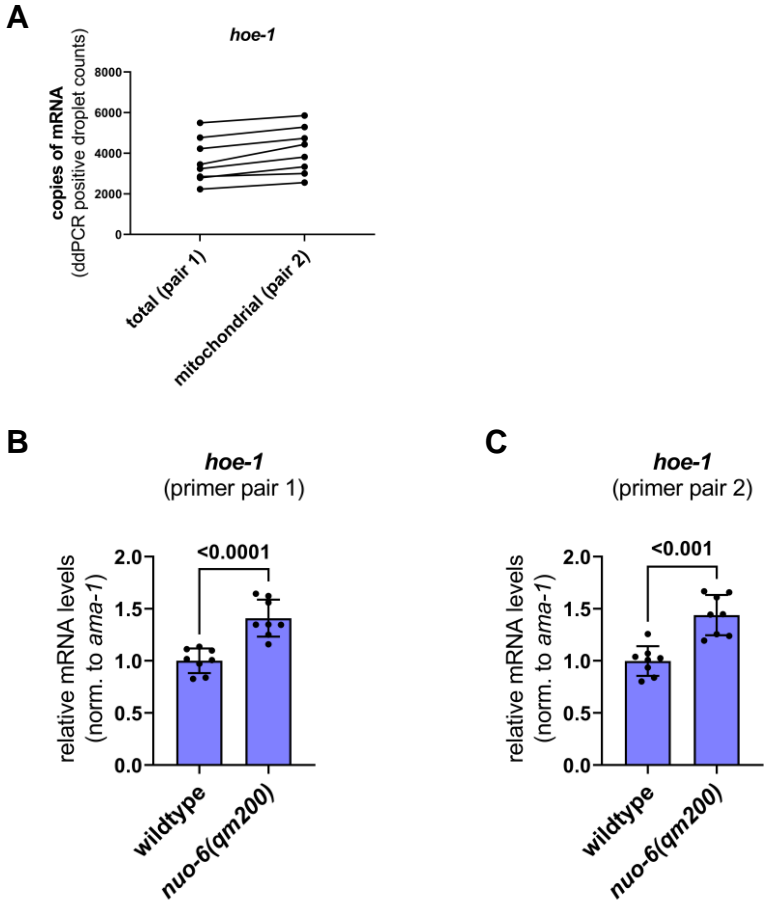 A
hoe-1
copies of mRNA
(ddPCR positive droplet counts)
8000
6000
4000
2000
0
total (pair 1)
mitochondrial (pair 2)
B
hoe-1
(primer pair 1)
relative mRNA levels
(norm. to ama-1)
2.0
1.5
1.0
0.5
0.0
<0.0001
wildtype
nuo-6(qm200)
C
hoe-1
(primer pair 2)
relative mRNA levels
(norm. to ama-1)
2.0
1.5
1.0
0.5
0.0
<0.001
wildtype
nuo-6(qm200)